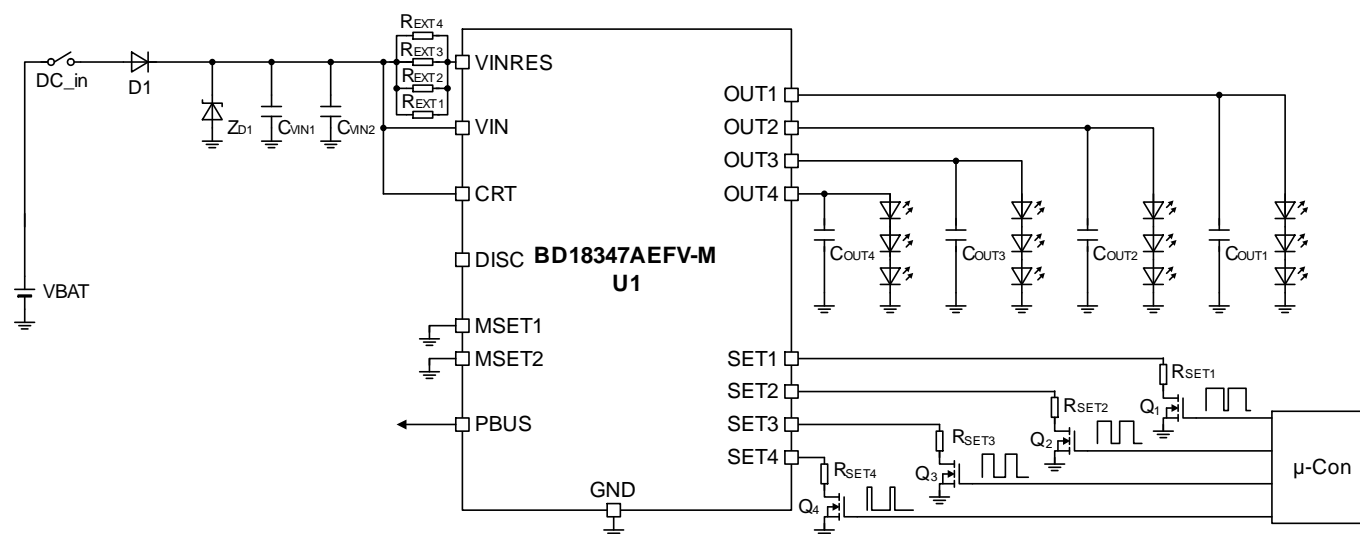 REXT4
REXT3
REXT2
REXT1
VINRES
DC_in
D1
ZD1
CVIN1
CVIN2
VIN
CRT
DISC
BD18347AEFV-M
U1
VBAT
MSET1
MSET2
PBUS
GND
OUT1
OUT2
OUT3
OUT4
COUT4
COUT3
COUT2
COUT1
SET1
SET2
SET3
SET4
RSET1
Q1
RSET2
Q2
RSET3
Q3
RSET4
Q4
μ-Con